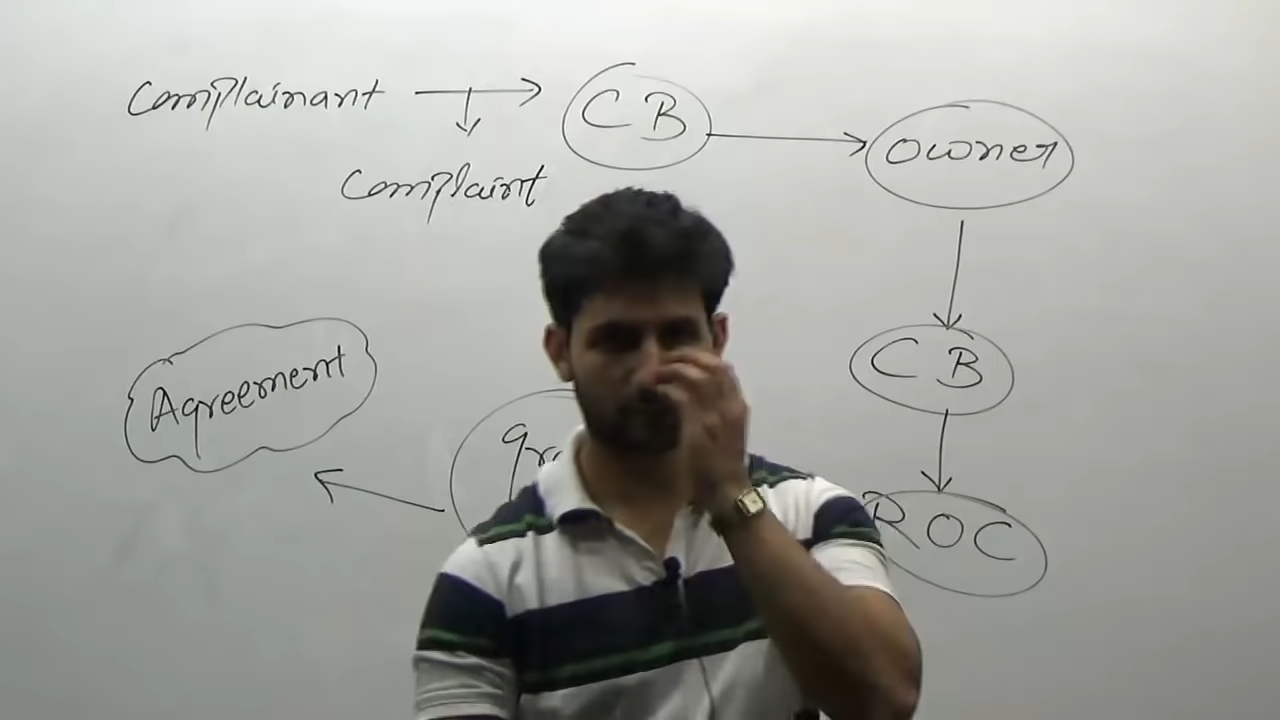 Complainant
CB
Owner
Complaint
CB
Agreement
ROC